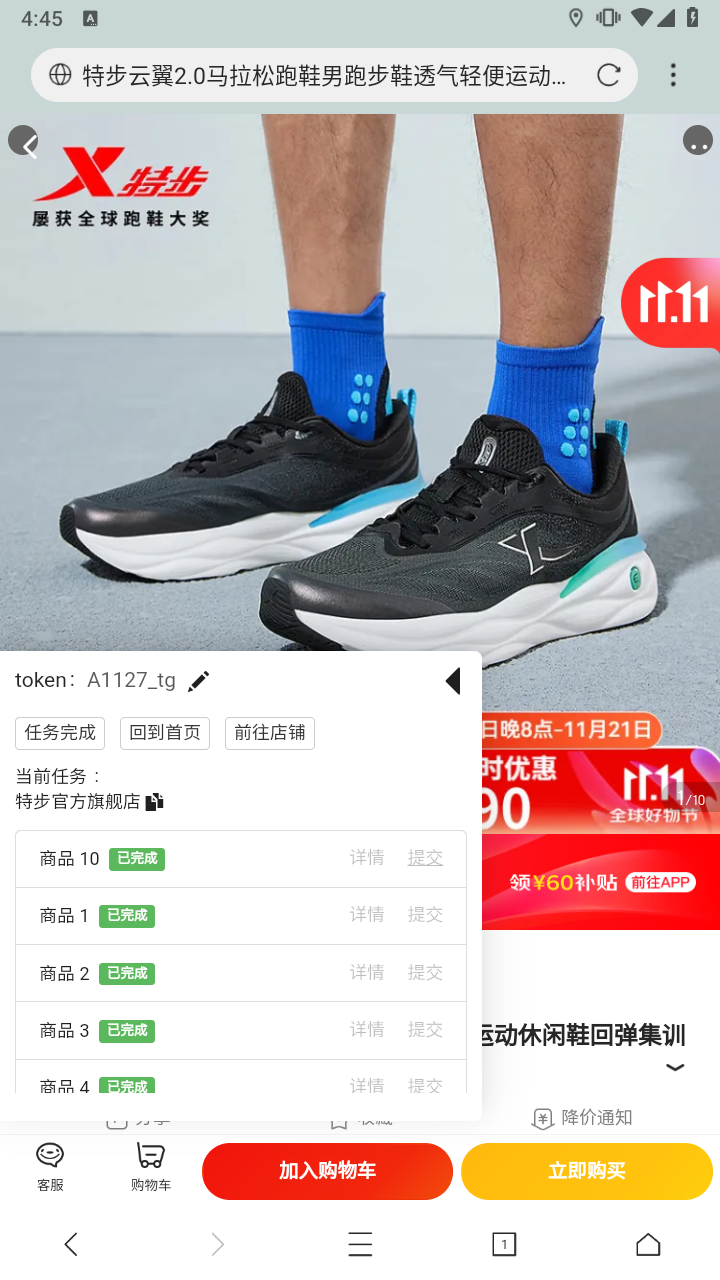 4:45
A
特步云翼2.0马拉松跑鞋男跑步鞋透气轻便运动...
特步
屡获全球跑鞋大奖
11.11
token： A1127_tg
任务完成 回到首页 前往店铺
当前任务：
特步官方旗舰店
日晚8点-11月21日
时优惠
90
11.11
全球好物节
1/10
商品 10 已完成 详情 提交
领¥60补贴 前往APP
商品 1 已完成 详情 提交
商品 2 已完成 详情 提交
商品 3 已完成 详情 提交
运动休闲鞋回弹集训
商品 4 已完成 详情 提交
分享 收藏 降价通知
客服 购物车 加入购物车 立即购买
1